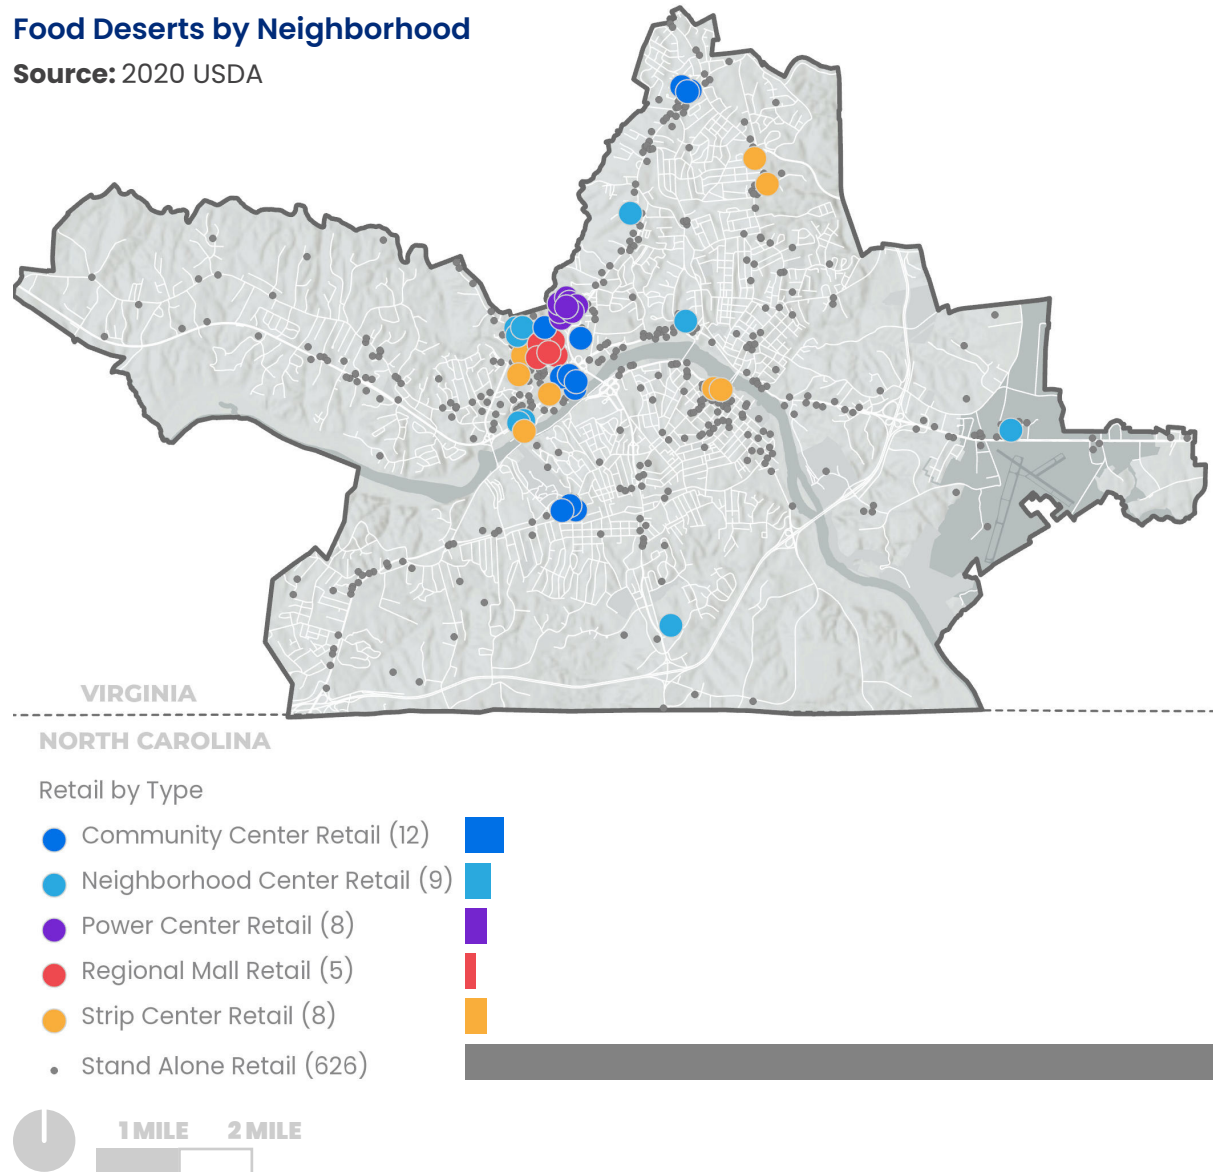 Food Deserts by Neighborhood
Source: 2020 USDA
VIRGINIA
NORTH CAROLINA
Retail by Type
Community Center Retail (12)
Neighborhood Center Retail (9)
Power Center Retail (8)
Regional Mall Retail (5)
Strip Center Retail (8)
Stand Alone Retail (626)
1 MILE 2 MILE